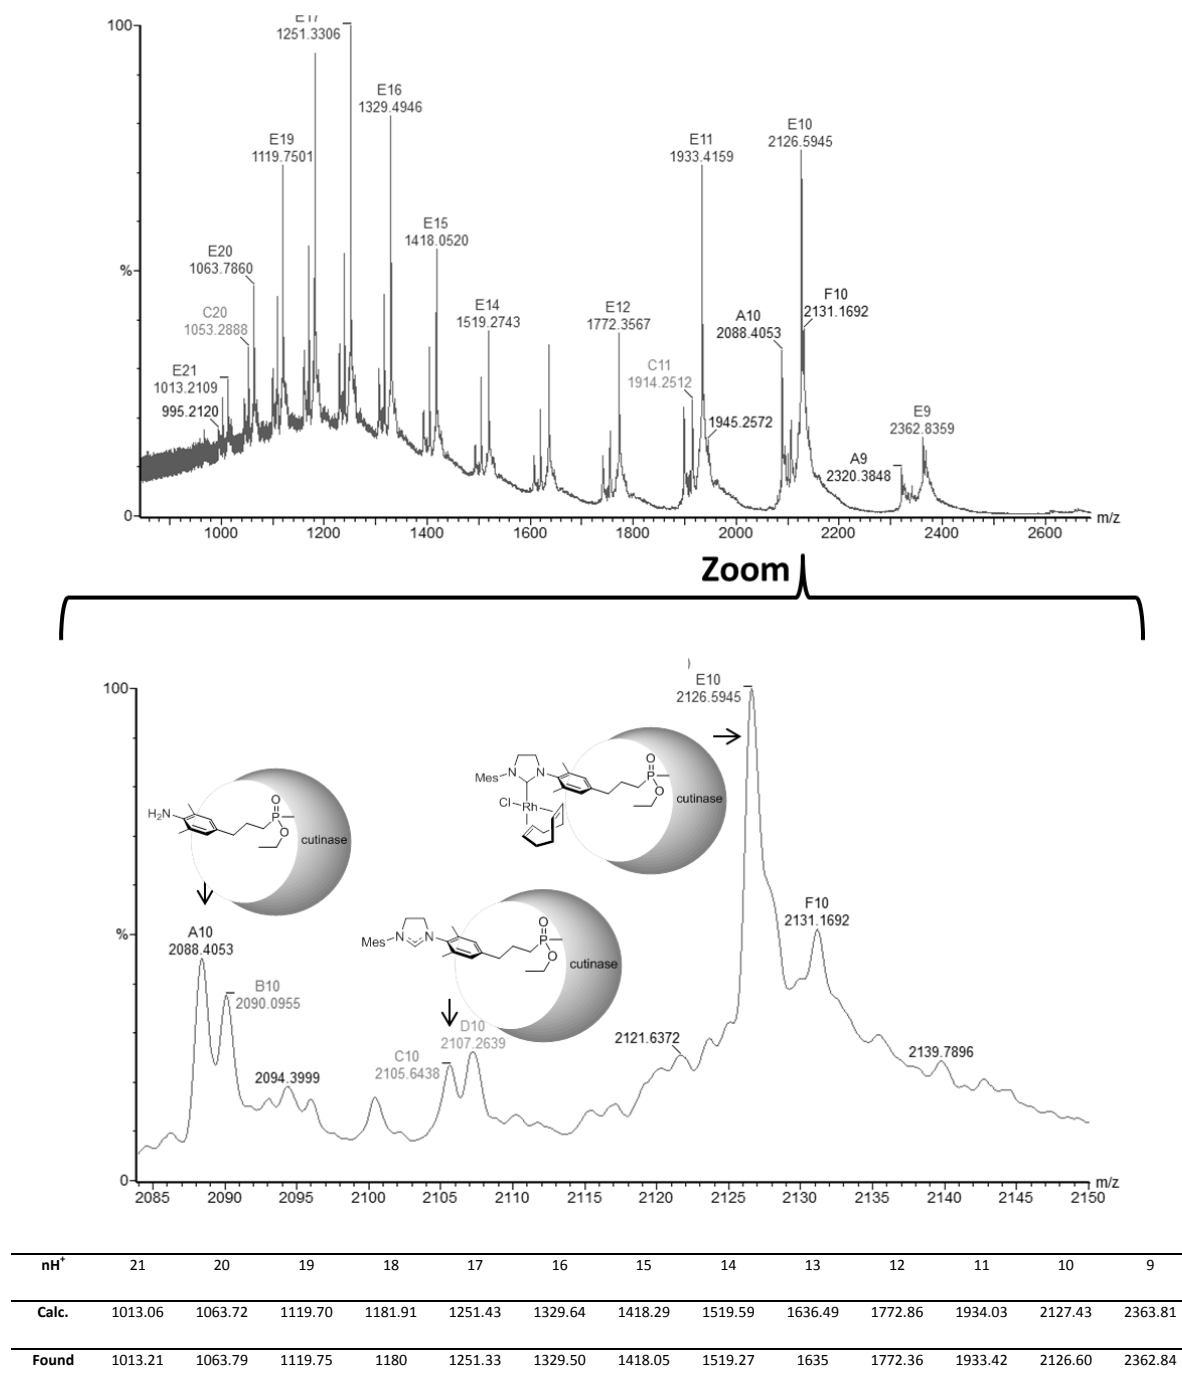 100
E17
1251.3306
E16
1329.4946
E19
1119.7501
E10
2126.5945
E11
1933.4159
E15
1418.0520
E20
1063.7860
%
C20
1053.2888
E14
1519.2743
E12
1772.3567
A10
2088.4053
F10
2131.1692
E21
1013.2109
995.2120
C11
1914.2512
1945.2572
E9
2362.8359
A9
2320.3848
0
m/z
1000 1200 1400 1600 1800 2000 2200 2400 2600
Zoom
)
100
E10
2126.5945
Mes N N
P
O
O
Cl Rh
cutinase
H2N
P
O
O
cutinase
Mes N N
P
O
O
cutinase
%
A10
2088.4053
F10
2131.1692
B10
2090.0955
D10
2107.2639
C10
2105.6438
2121.6372
2139.7896
2094.3999
0
m/z
2085 2090 2095 2100 2105 2110 2115 2120 2125 2130 2135 2140 2145 2150
nH+ 21 20 19 18 17 16 15 14 13 12 11 10 9
Calc. 1013.06 1063.72 1119.70 1181.91 1251.43 1329.64 1418.29 1519.59 1636.49 1772.86 1934.03 2127.43 2363.81
Found 1013.21 1063.79 1119.75 1180 1251.33 1329.50 1418.05 1519.27 1635 1772.36 1933.42 2126.60 2362.84